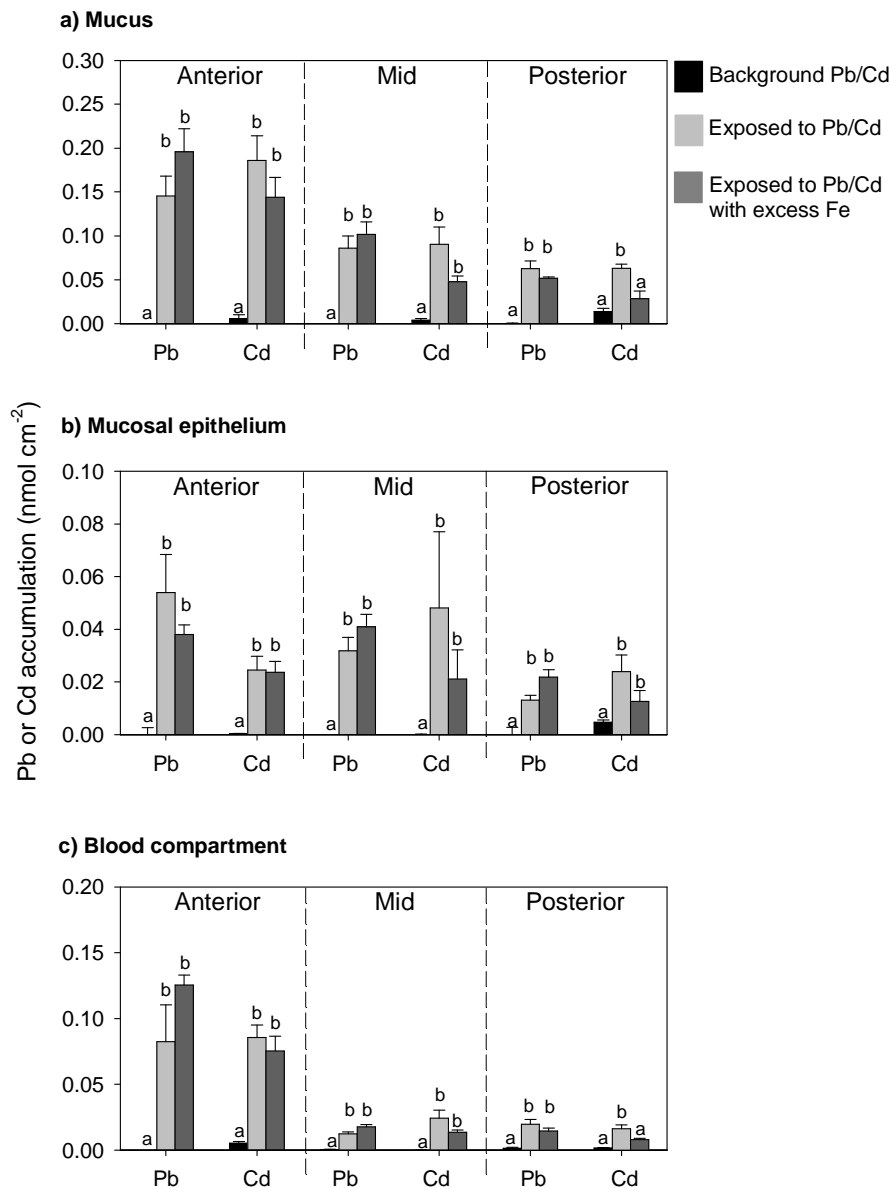 a) Mucus
Anterior Mid Posterior
0.30
0.25
0.20
0.15
0.10
0.05
0.00
a b b a b b a b b a b b a b b a b a
Pb Cd Pb Cd Pb Cd
Background Pb/Cd
Exposed to Pb/Cd
Exposed to Pb/Cd
with excess Fe
Pb or Cd accumulation (nmol cm-2)
b) Mucosal epithelium
Anterior Mid Posterior
0.10
0.08
0.06
0.04
0.02
0.00
a b b a b b a b b a b b a b b a b b
Pb Cd Pb Cd Pb Cd
c) Blood compartment
Anterior Mid Posterior
0.20
0.15
0.10
0.05
0.00
a b b a b b a b b a b b a b b a b a
Pb Cd Pb Cd Pb Cd